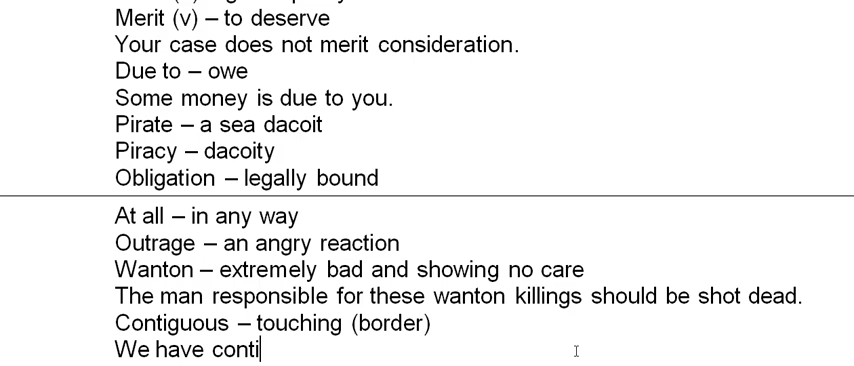 Merit (v) – to deserve
Your case does not merit consideration.
Due to – owe
Some money is due to you.
Pirate – a sea dacoit
Piracy – dacoity
Obligation – legally bound
At all – in any way
Outrage – an angry reaction
Wanton – extremely bad and showing no care
The man responsible for these wanton killings should be shot dead.
Contiguous – touching (border)
We have conti